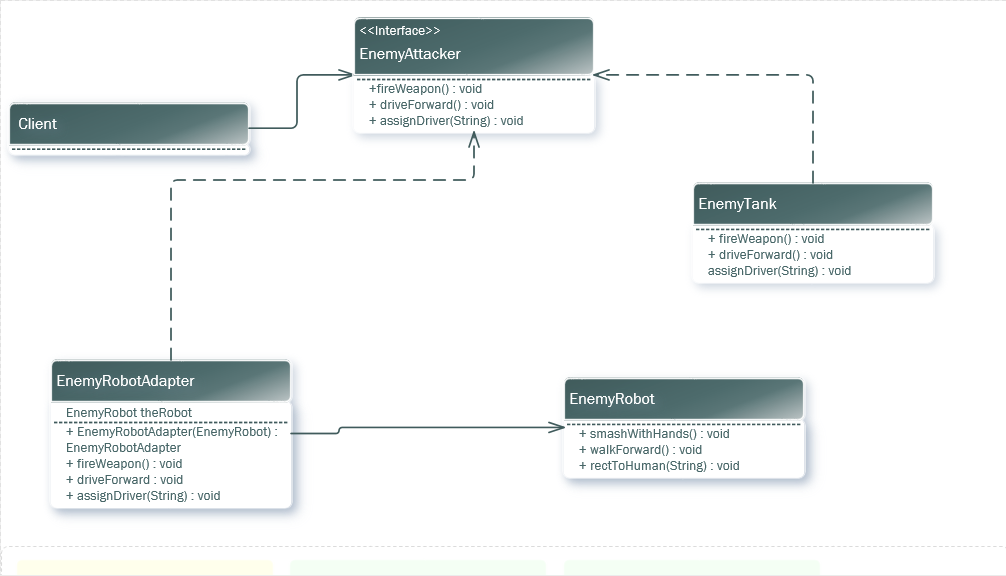 <<Interface>>
EnemyAttacker
+fireWeapon() : void
+ driveForward() : void
+ assignDriver(String) : void
Client
EnemyTank
+ fireWeapon() : void
+ driveForward() : void
assignDriver(String) : void
EnemyRobotAdapter
EnemyRobot theRobot
+ EnemyRobotAdapter(EnemyRobot) :
EnemyRobotAdapter
+ fireWeapon() : void
+ driveForward : void
+ assignDriver(String) : void
EnemyRobot
+ smashWithHands() : void
+ walkForward() : void
+ rectToHuman(String) : void